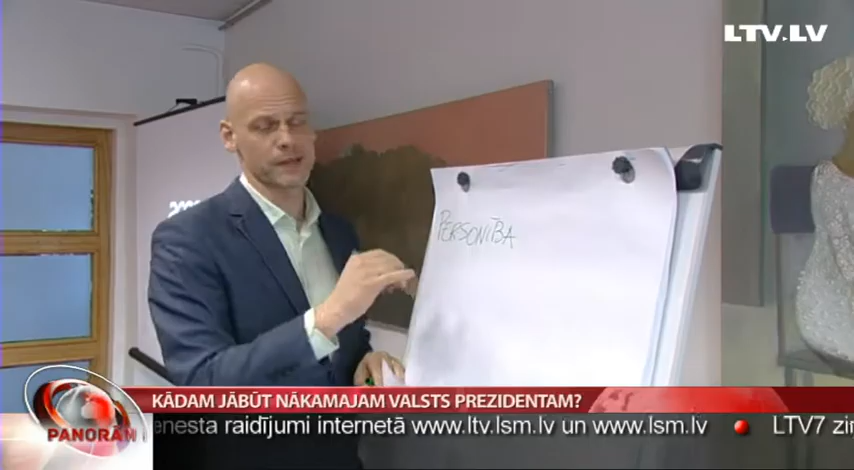 LTV.LV
PERSONĪBA
KĀDAM JĀBŪT NĀKAMAJAM VALSTS PREZIDENTAM?
raidījumi internetā www.ltv.lsm.lv un www.lsm.lv
LTV7